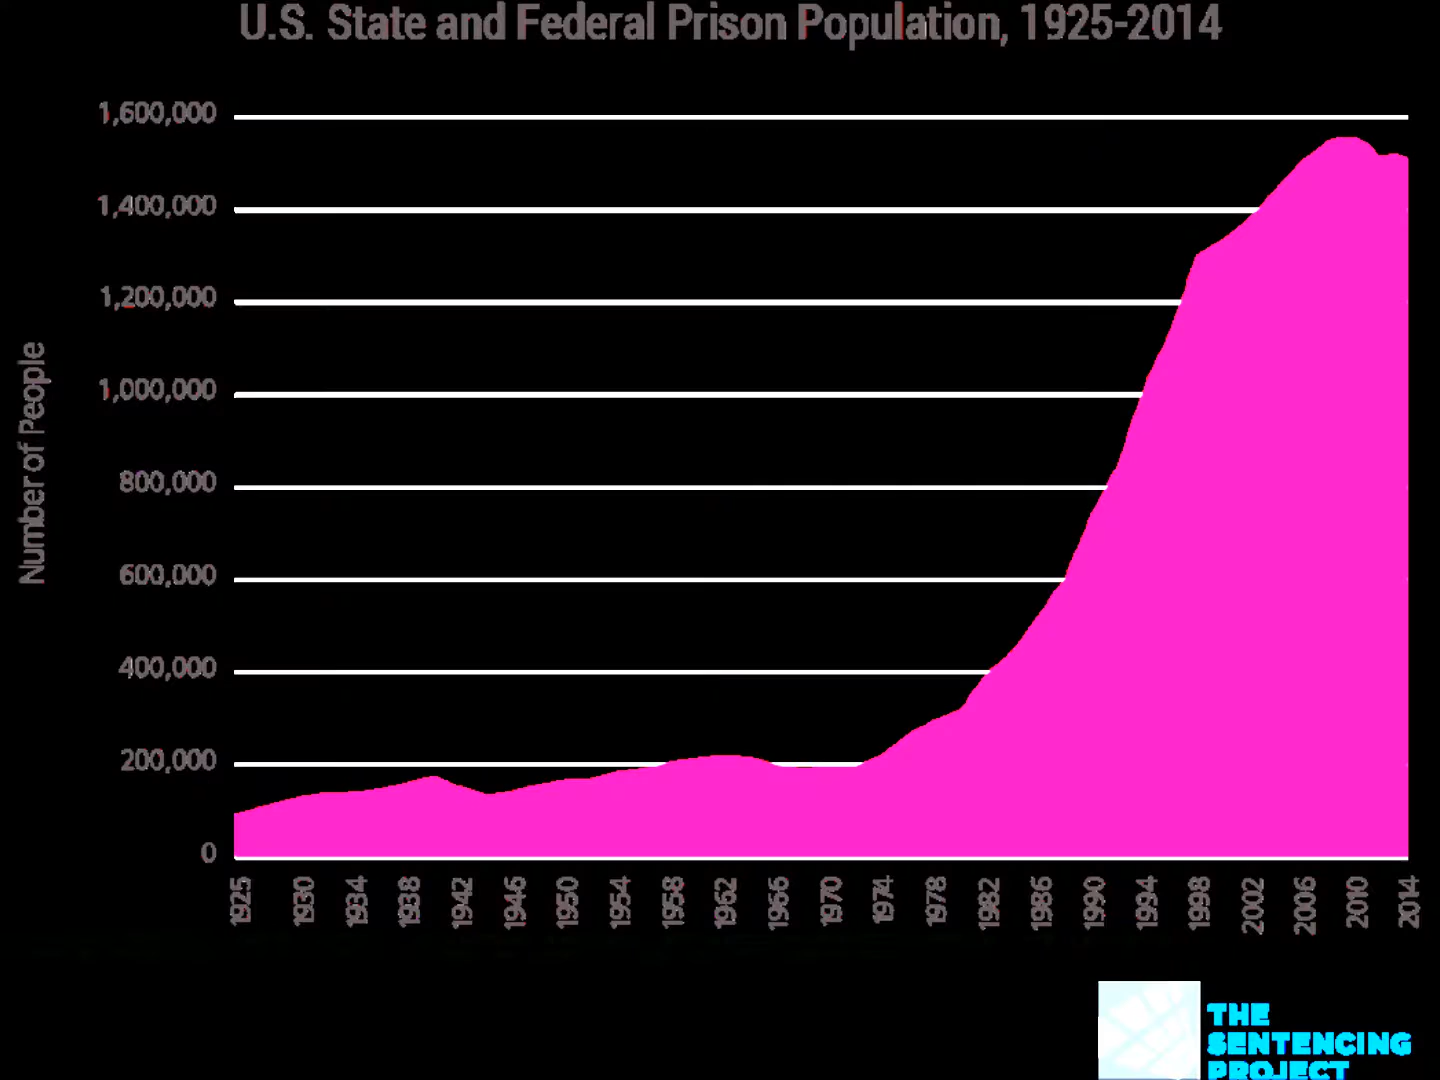 U.S. State and Federal Prison Population, 1925-2014
1,600,000
1,400,000
1,200,000
1,000,000
800,000
600,000
400,000
200,000
0
Number of People
1925 1930 1934 1938 1942 1946 1950 1954 1958 1962 1966 1970 1974 1978 1982 1986 1990 1994 1998 2002 2006 2010 2014
THE
SENTENCING
PROJECT